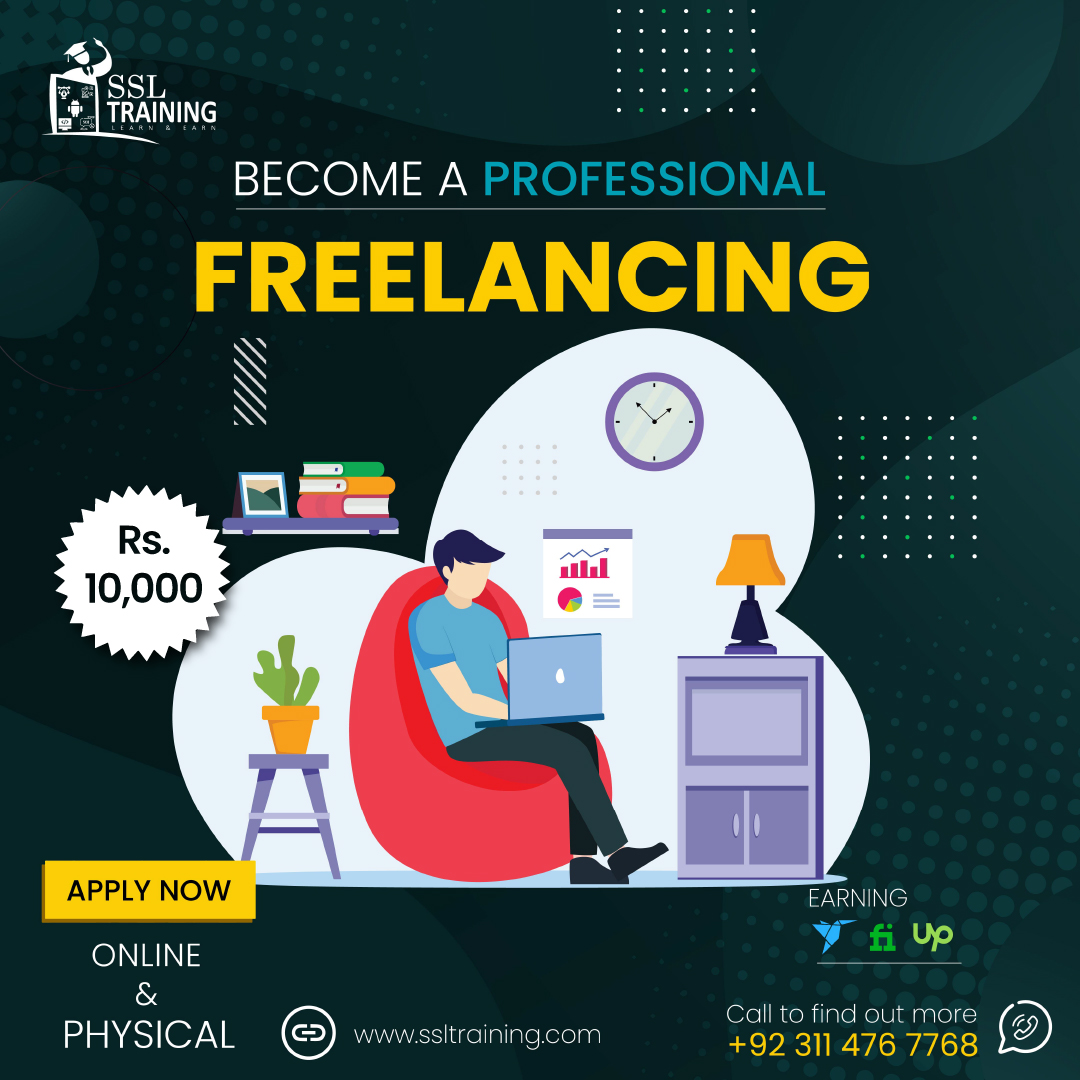 SSL
TRAINING
LEARN & EARN
BECOME A PROFESSIONAL
FREELANCING
Rs.
10,000
APPLY NOW
ONLINE
&
PHYSICAL
www.ssltraining.com
EARNING
fi up
Call to find out more
+92 311 476 7768